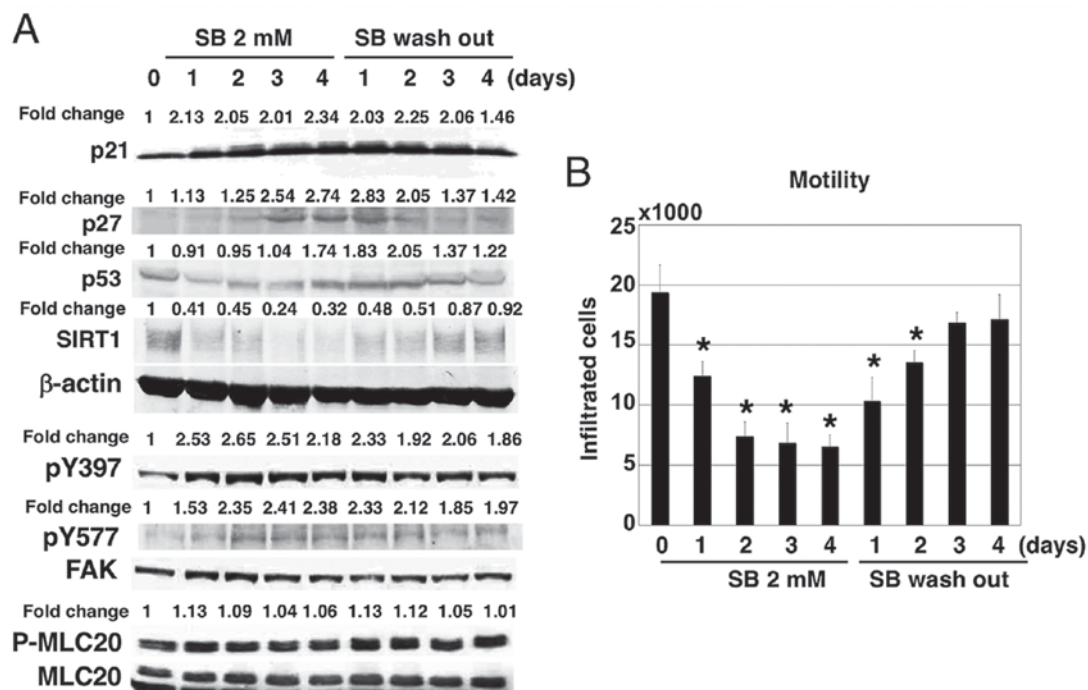 A
SB 2 mM SB wash out
0 1 2 3 4 1 2 3 4 (days)
Fold change 1 2.13 2.05 2.01 2.34 2.03 2.25 2.06 1.46
p21
Fold change 1 1.13 1.25 2.54 2.74 2.83 2.05 1.37 1.42
p27
Fold change 1 0.91 0.95 1.04 1.74 1.83 2.05 1.37 1.22
p53
Fold change 1 0.41 0.45 0.24 0.32 0.48 0.51 0.87 0.92
SIRT1
β-actin
Fold change 1 2.53 2.65 2.51 2.18 2.33 1.92 2.06 1.86
pY397
Fold change 1 1.53 2.35 2.41 2.38 2.33 2.12 1.85 1.97
pY577
FAK
Fold change 1 1.13 1.09 1.04 1.06 1.13 1.12 1.05 1.01
P-MLC20
MLC20
B
Motility
x1000
25
20
15
10
5
0
Infiltrated cells
* * * * * *
0 1 2 3 4 1 2 3 4 (days)
SB 2 mM SB wash out